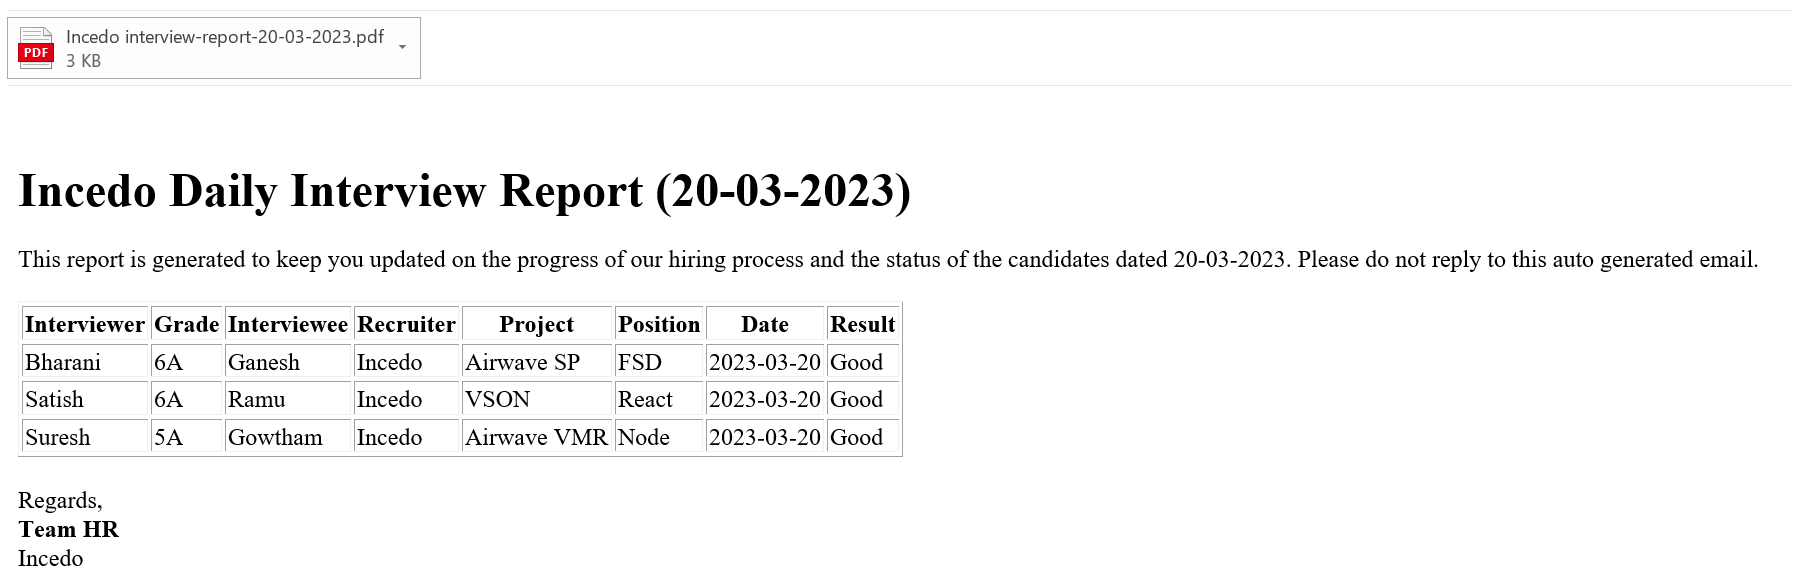 Incedo interview-report-20-03-2023.pdf
PDF
3 KB
Incedo Daily Interview Report (20-03-2023)
This report is generated to keep you updated on the progress of our hiring process and the status of the candidates dated 20-03-2023. Please do not reply to this auto generated email.
Interviewer Grade Interviewee Recruiter Project Position Date Result
Bharani 6A Ganesh Incedo Airwave SP FSD 2023-03-20 Good
Satish 6A Ramu Incedo VSON React 2023-03-20 Good
Suresh 5A Gowtham Incedo Airwave VMR Node 2023-03-20 Good
Regards,
Team HR
Incedo